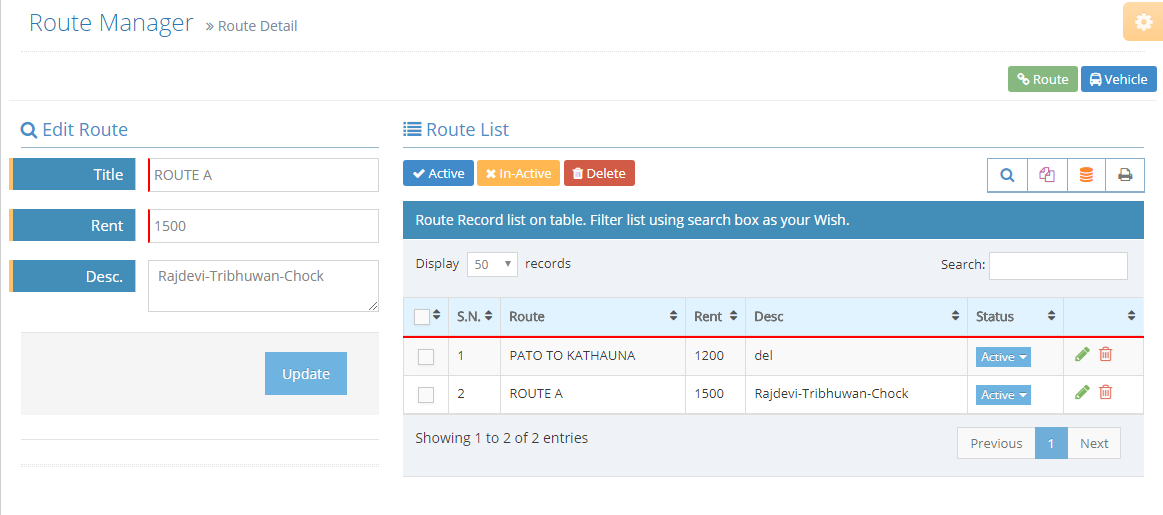 Route Manager » Route Detail
Route Vehicle
Edit Route
Title ROUTE A
Rent 1500
Desc. Rajdevi-Tribhuwan-Chock
Update
Route List
Active In-Active Delete
Route Record list on table. Filter list using search box as your Wish.
Display 50 records Search:
S.N. Route Rent Desc Status
1 PATO TO KATHAUNA 1200 del Active
2 ROUTE A 1500 Rajdevi-Tribhuwan-Chock Active
Showing 1 to 2 of 2 entries
Previous 1 Next